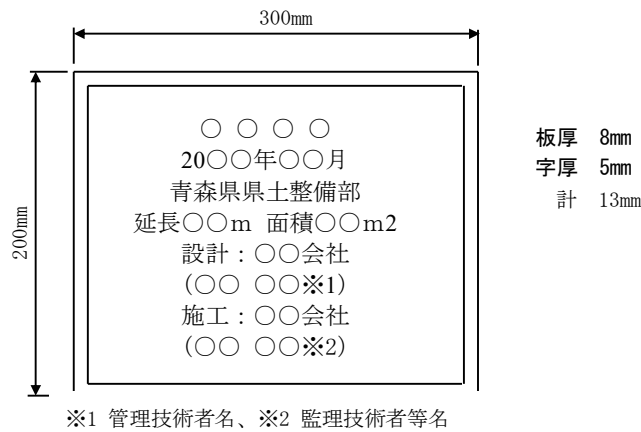 300mm
200mm
○ ○ ○ ○
20○○年○○月
青森県県土整備部
延長○○m 面積○○m2
設計：○○会社
(○○ ○○※1)
施工：○○会社
(○○ ○○※2)
板厚 8mm
字厚 5mm
計 13mm
※1 管理技術者名、※2 監理技術者等名